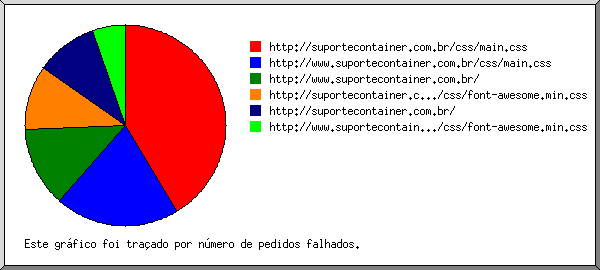 http://suportecontainer.com.br/css/main.css
http://www.suportecontainer.com.br/css/main.css
http://www.suportecontainer.com.br/
http://suportecontainer.c.../css/font-awesome.min.css
http://suportecontainer.com.br/
http://www.suportecontain.../css/font-awesome.min.css
Este gráfico foi traçado por número de pedidos falhados.